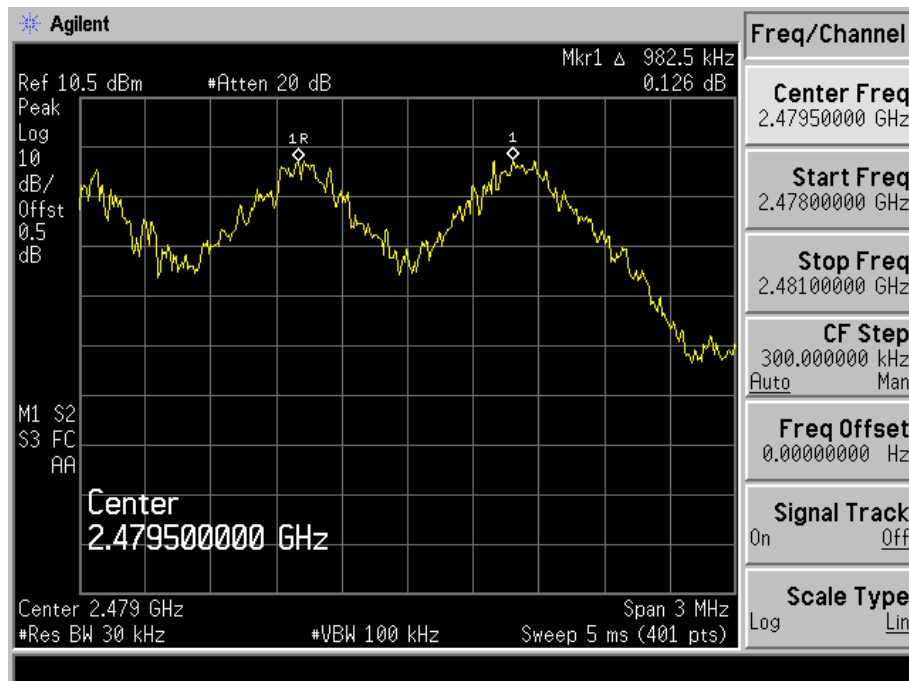 Agilent
Freq/Channel
Mkr1 Δ 982.5 kHz
Ref 10.5 dBm #Atten 20 dB 0.126 dB
Peak
Log
10
dB/
Offst
0.5
dB
1R
1
M1 S2
S3 FC
AA
Center
2.479500000 GHz
Center 2.479 GHz Span 3 MHz
#Res BW 30 kHz #VBW 100 kHz Sweep 5 ms (401 pts)
Center Freq
2.47950000 GHz
Start Freq
2.47800000 GHz
Stop Freq
2.48100000 GHz
CF Step
300.000000 kHz
Auto Man
Freq Offset
0.00000000 Hz
Signal Track
On Off
Scale Type
Log Lin